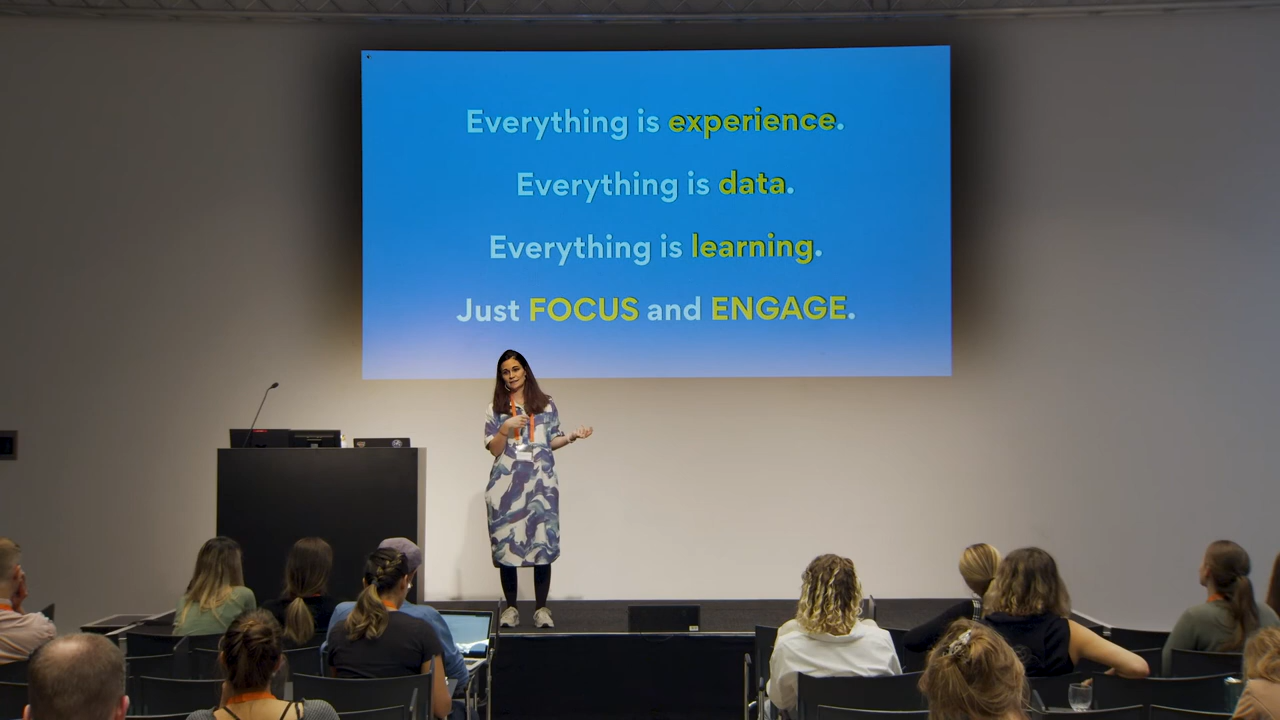 Everything is experience.
Everything is data.
Everything is learning.
Just FOCUS and ENGAGE.